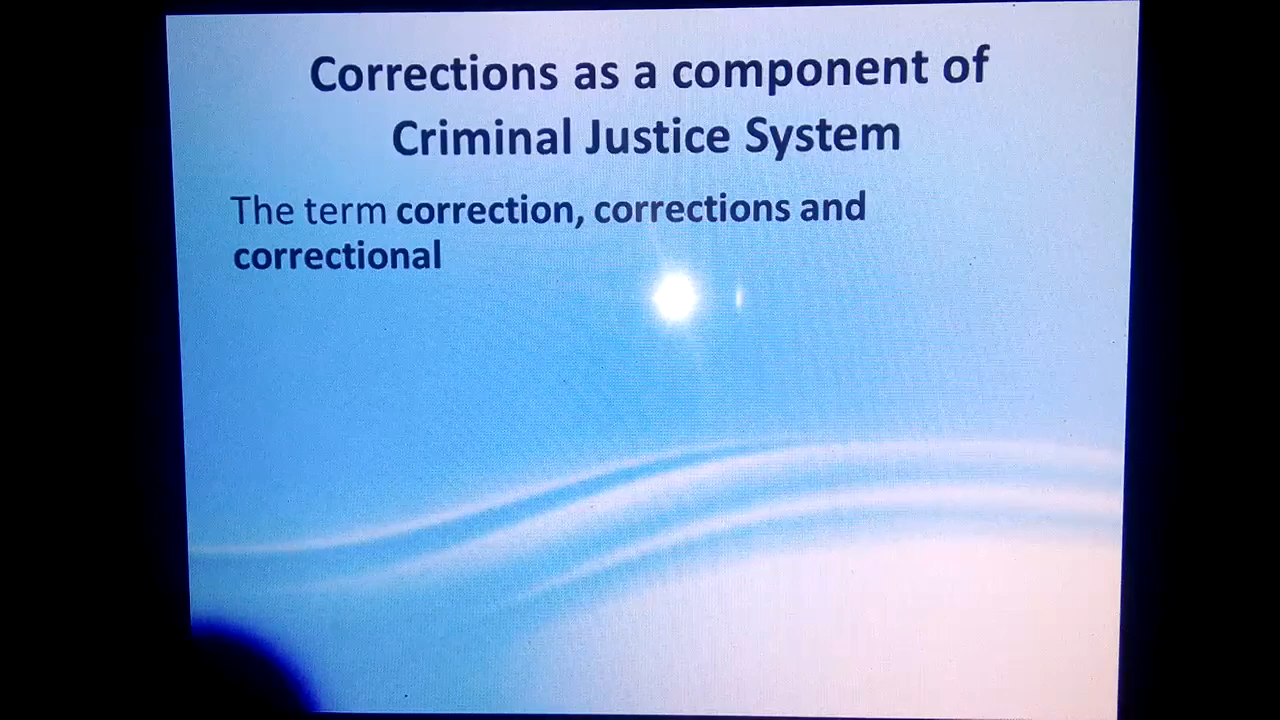 Corrections as a component of
Criminal Justice System
The term correction, corrections and
correctional